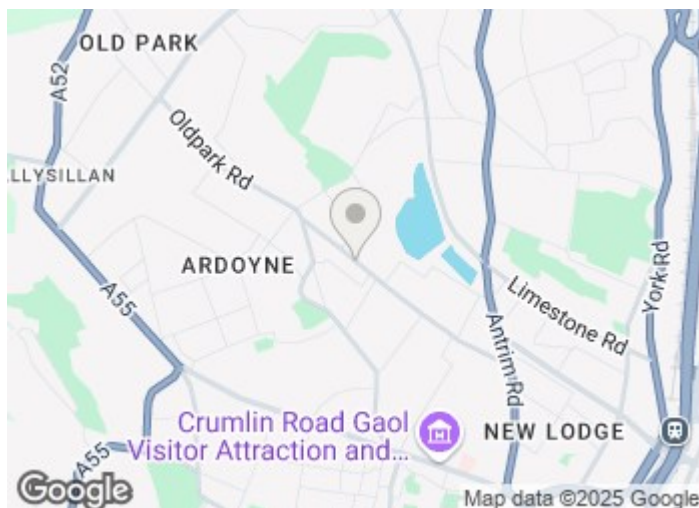 OLD PARK
A52
Oldpark Rd
LLYSILLAN
York Rd
ARDOYNE
A55
Limestone Rd
Antrim Rd
Crumlin Road Gaol
Visitor Attraction and...
NEW LODGE
A55
Google
Map data ©2025 Google